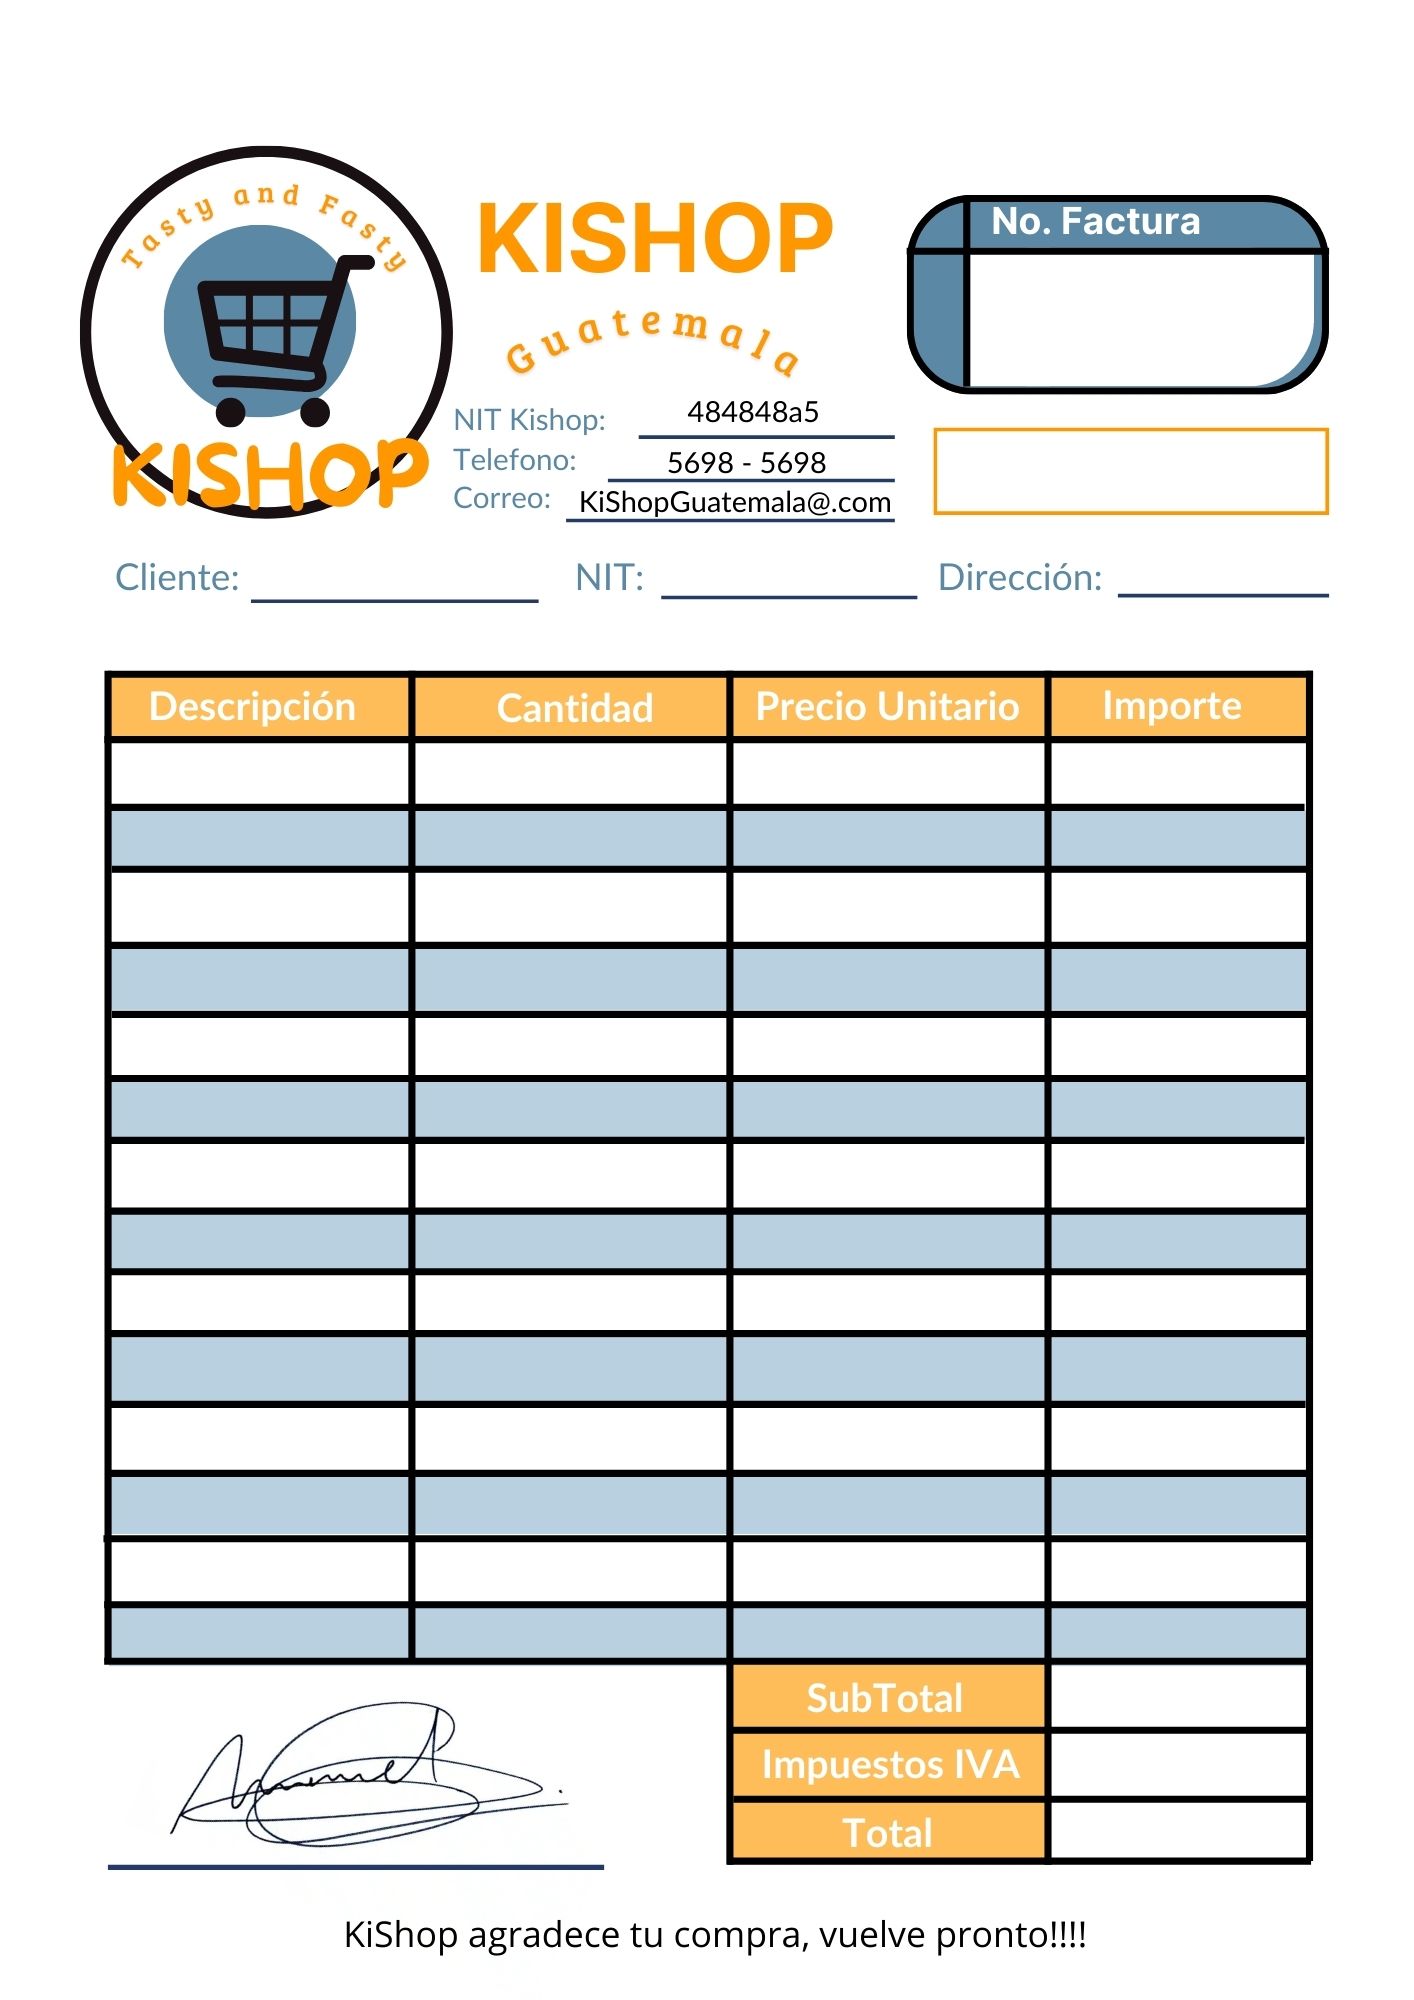 Tasty and Fasty
KISHOP
KISHOP
Guatemala
No. Factura
NIT Kishop: 484848a5
Telefono: 5698 - 5698
Correo: KiShopGuatemala@.com
Cliente: NIT: Dirección:
Descripción Cantidad Precio Unitario Importe
SubTotal
Impuestos IVA
Total
KiShop agradece tu compra, vuelve pronto!!!!